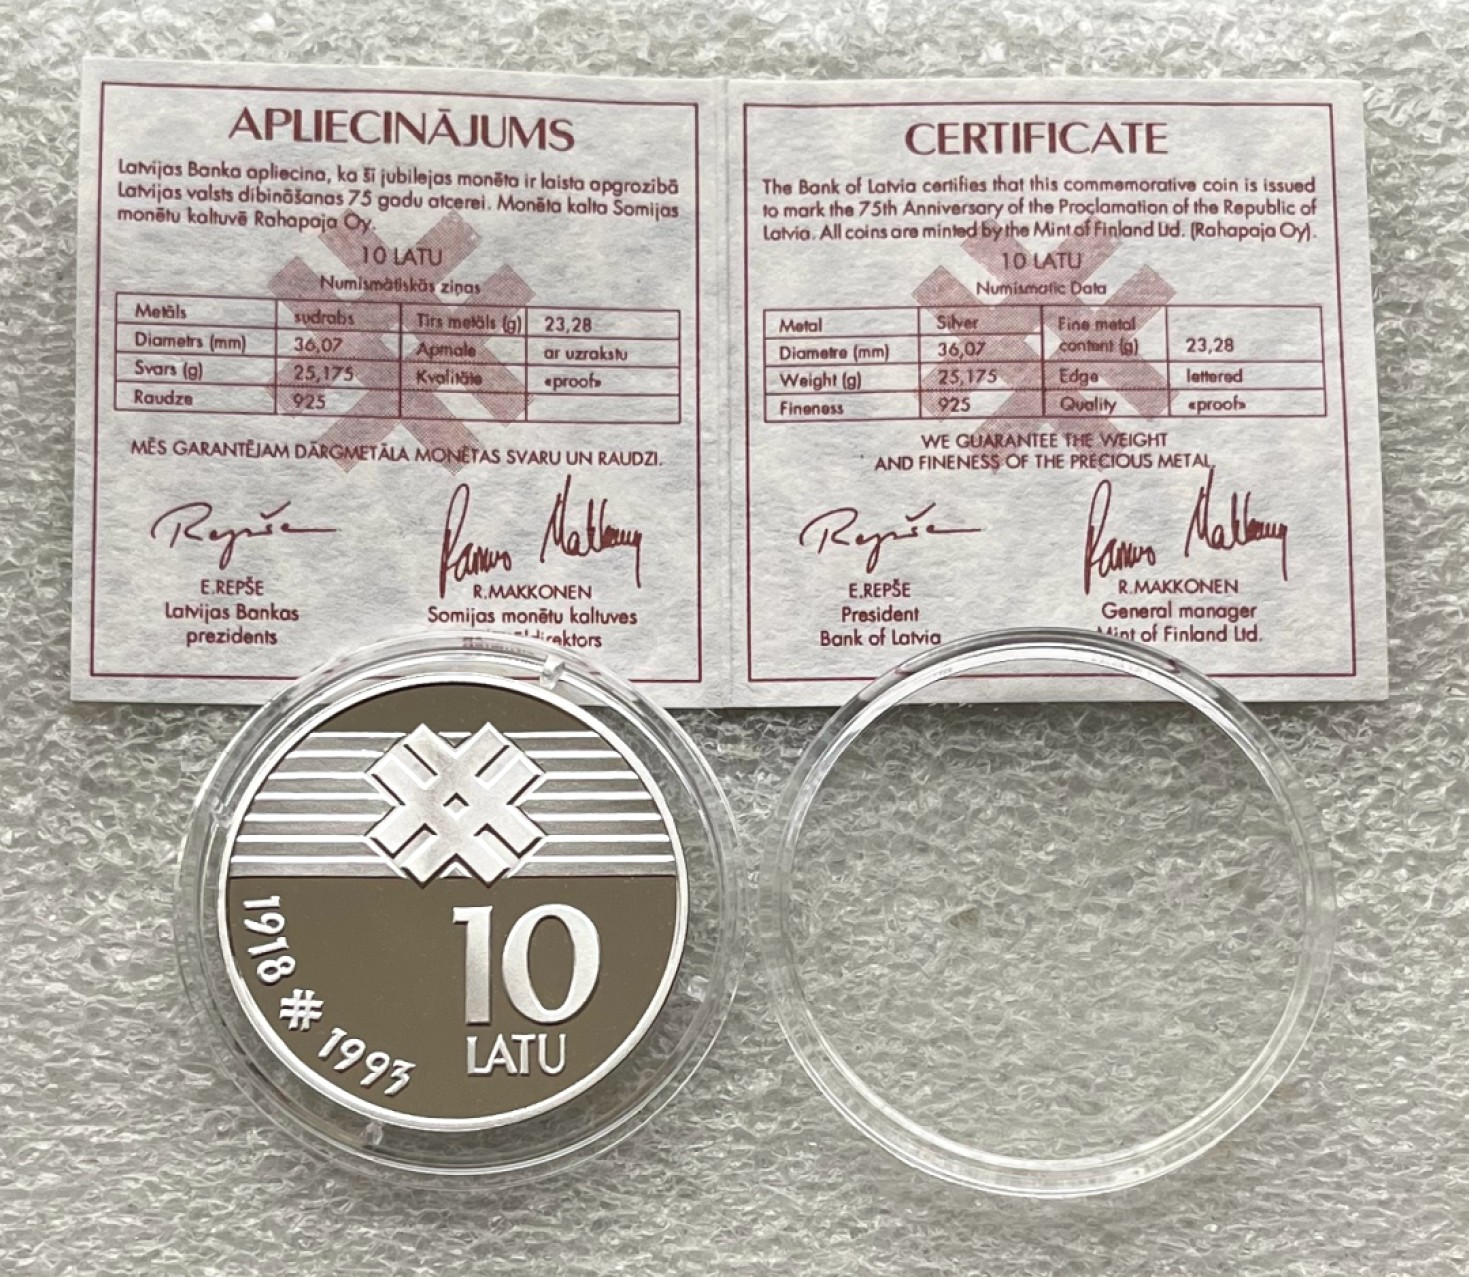 APLIECINĀJUMS
Latvijas Banka apliecina, ka šī jubilejas monēta ir laista apgrozībā
Latvijas valsts dibināšanas 75 gadu atcerei. Monēta kalta Somijas
monētu kaltuvē Rahapaja Oy.
10 LATU
Numismātiskās ziņas
Metāls sudrabs Tīrs metāls (g) 23,28
Diametrs (mm) 36,07 Apmale ar uzrakstu
Svars (g) 25,175 Kvalitāte «proof»
Raudze 925
MĒS GARANTĒJAM DĀRGMETĀLA MONĒTAS SVARU UN RAUDZI.
Repše
E.REPŠE
Latvijas Bankas
prezidents
R.MAKKONEN
Somijas monētu kaltuves
CERTIFICATE
The Bank of Latvia certifies that this commemorative coin is issued
to mark the 75th Anniversary of the Proclamation of the Republic of
Latvia. All coins are minted by the Mint of Finland Ltd. (Rahapaja Oy).
10 LATU
Numismatic Data
Metal Silver Fine metal
content (g) 23,28
Diametre (mm) 36,07
Weight (g) 25,175 Edge lettered
Fineness 925 Quality «proof»
WE GUARANTEE THE WEIGHT
AND FINENESS OF THE PRECIOUS METAL.
Repše
E.REPŠE
President
Bank of Latvia
R.MAKKONEN
General manager
Mint of Finland Ltd.
1918 # 1993
10
LATU